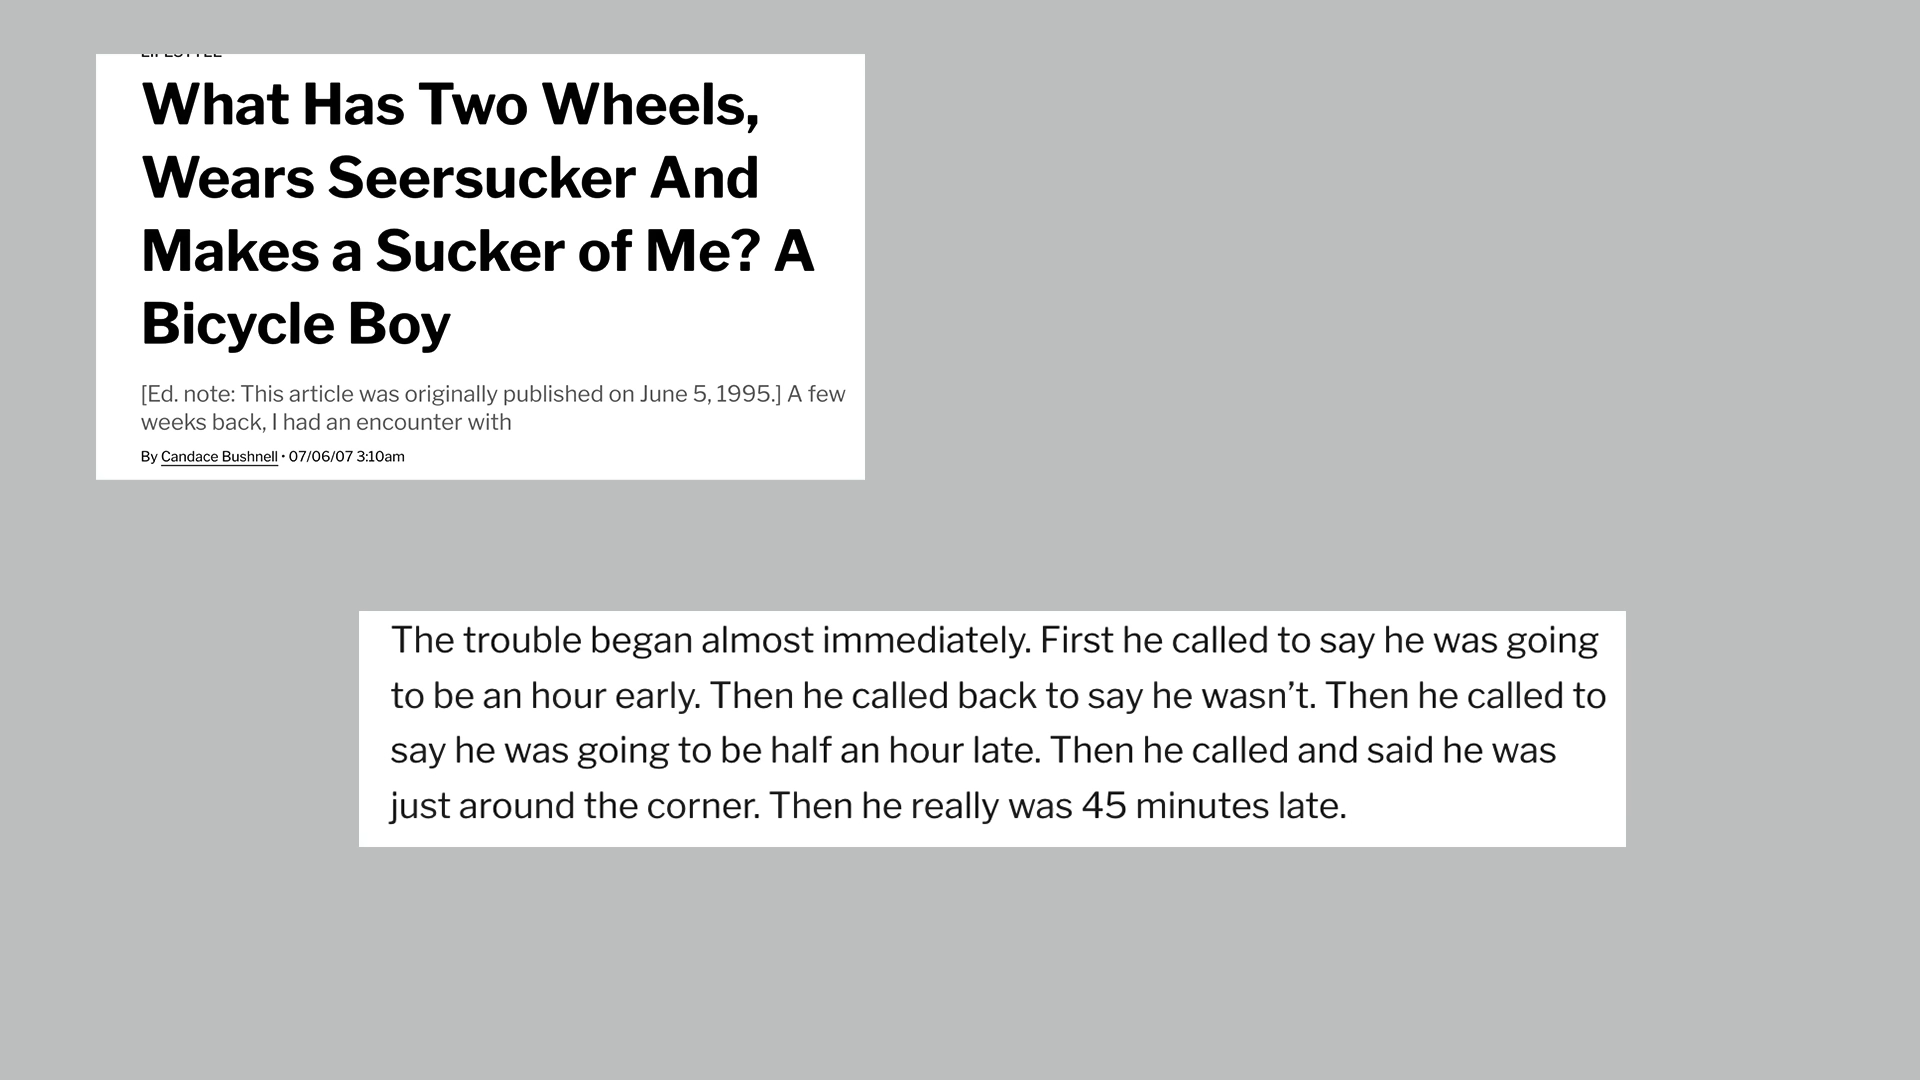 LIFESTYLE
What Has Two Wheels,
Wears Seersucker And
Makes a Sucker of Me? A
Bicycle Boy
[Ed. note: This article was originally published on June 5, 1995.] A few
weeks back, I had an encounter with
By Candace Bushnell • 07/06/07 3:10am
The trouble began almost immediately. First he called to say he was going
to be an hour early. Then he called back to say he wasn’t. Then he called to
say he was going to be half an hour late. Then he called and said he was
just around the corner. Then he really was 45 minutes late.